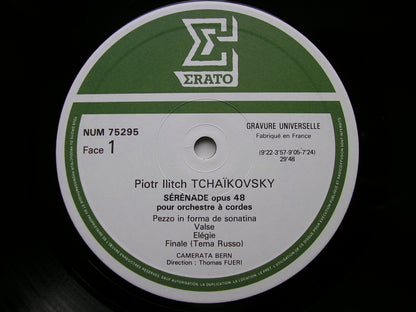 ΣRATO
NUM 75295
Face 1
GRAVURE UNIVERSELLE
Fabriqué en France
(9'22-3'57-9'05-7'24)
29'48
Piotr Ilitch TCHAÏKOVSKY
SÉRÉNADE opus 48
pour orchestre à cordes
Pezzo in forma de sonatina
Valse
Elégie
Finale (Tema Russo)
CAMERATA BERN
Direction : Thomas FUERI